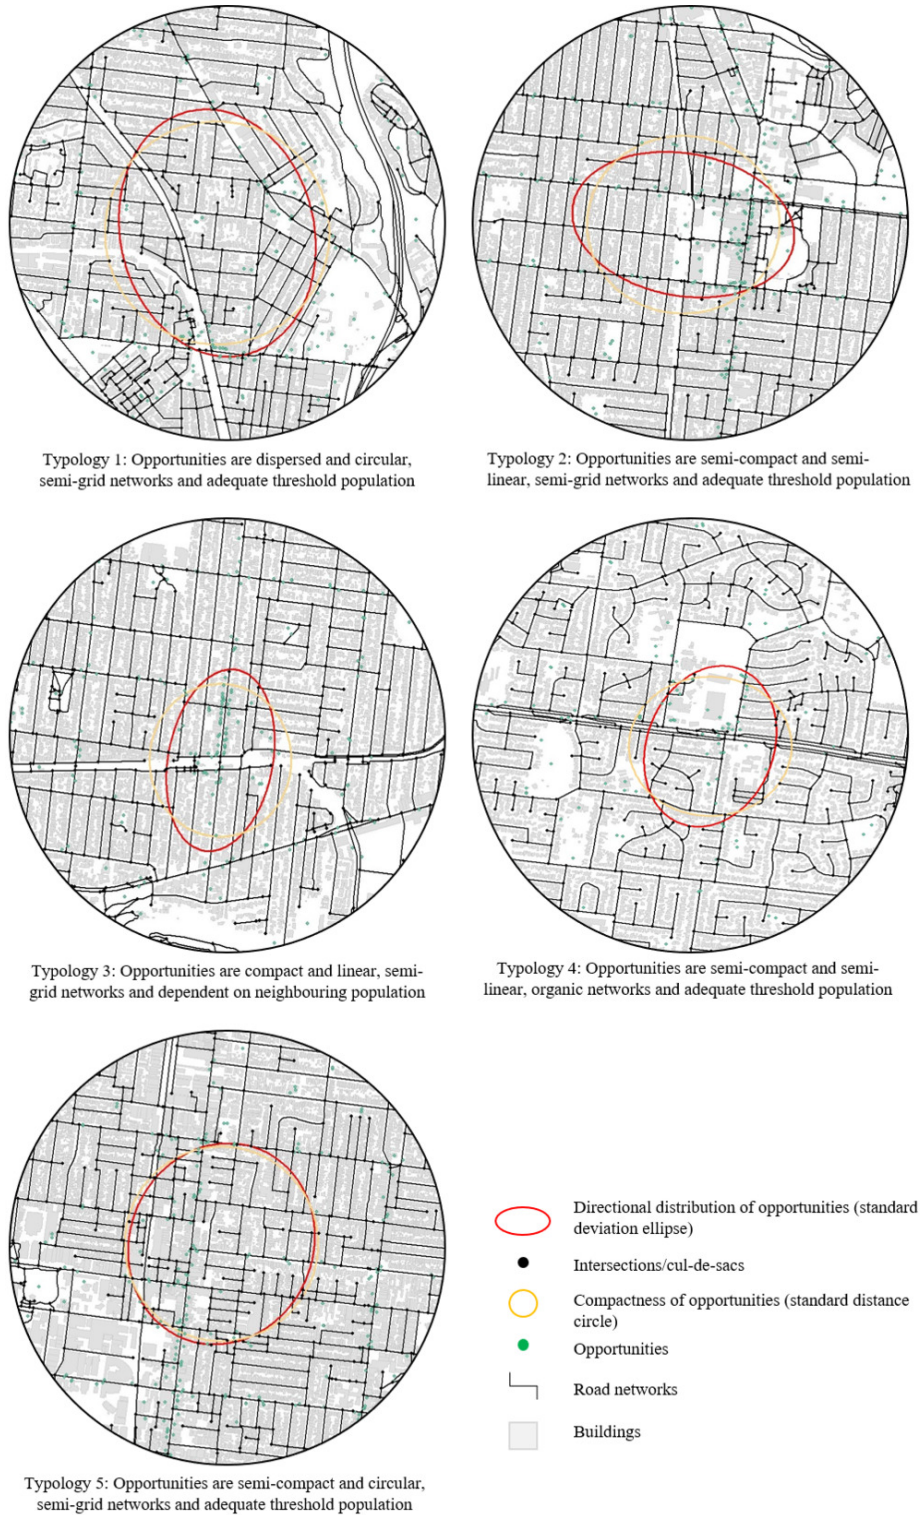 Typology 1: Opportunities are dispersed and circular,
semi-grid networks and adequate threshold population
Typology 2: Opportunities are semi-compact and semi-
linear, semi-grid networks and adequate threshold population
Typology 3: Opportunities are compact and linear, semi-
grid networks and dependent on neighbouring population
Typology 4: Opportunities are semi-compact and semi-
linear, organic networks and adequate threshold population
Typology 5: Opportunities are semi-compact and circular,
semi-grid networks and adequate threshold population
Directional distribution of opportunities (standard
deviation ellipse)
Intersections/cul-de-sacs
Compactness of opportunities (standard distance
circle)
Opportunities
Road networks
Buildings